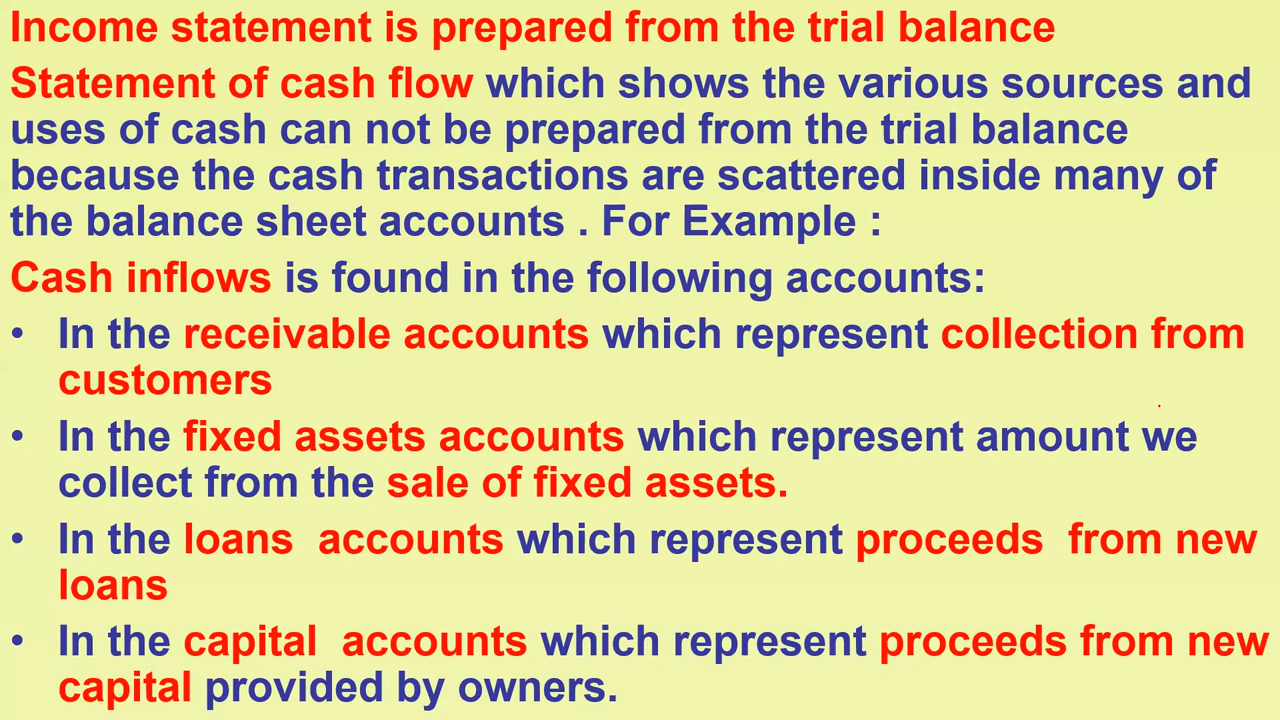 Income statement is prepared from the trial balance
Statement of cash flow which shows the various sources and
uses of cash can not be prepared from the trial balance
because the cash transactions are scattered inside many of
the balance sheet accounts . For Example :
Cash inflows is found in the following accounts:
• In the receivable accounts which represent collection from
customers
• In the fixed assets accounts which represent amount we
collect from the sale of fixed assets.
• In the loans accounts which represent proceeds from new
loans
• In the capital accounts which represent proceeds from new
capital provided by owners.